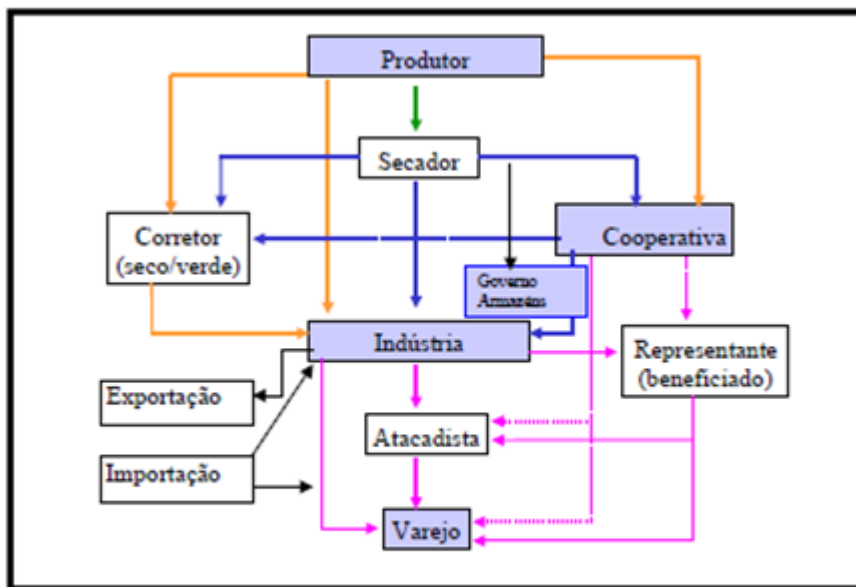 Produtor
Secador
Corretor
(seco/verde)
Cooperativa
Governo
Armazéns
Indústria
Representante
(beneficiado)
Exportação
Atacadista
Importação
Varejo